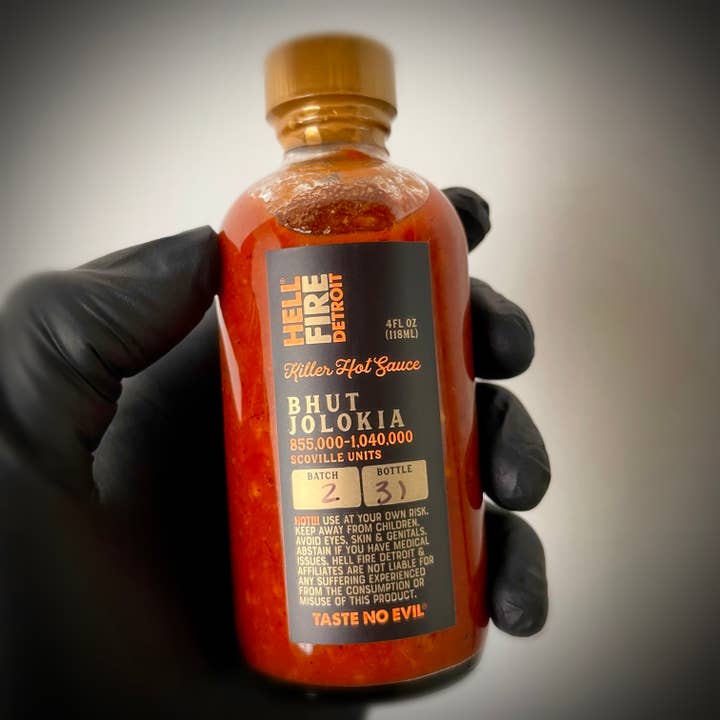 HELL
FIRE
DETROIT
4FL OZ
(118ML)
Killer Hot Sauce
BHUT
JOLOKIA
855,000-1,040,000
SCOVILLE UNITS
BATCH BOTTLE
2 31
HOT!!! USE AT YOUR OWN RISK.
KEEP AWAY FROM CHILDREN.
AVOID EYES, SKIN & GENITALS.
ABSTAIN IF YOU HAVE MEDICAL
ISSUES. HELL FIRE DETROIT &
AFFILIATES ARE NOT LIABLE FOR
ANY SUFFERING EXPERIENCED
FROM THE CONSUMPTION OR
MISUSE OF THIS PRODUCT.
TASTE NO EVIL®